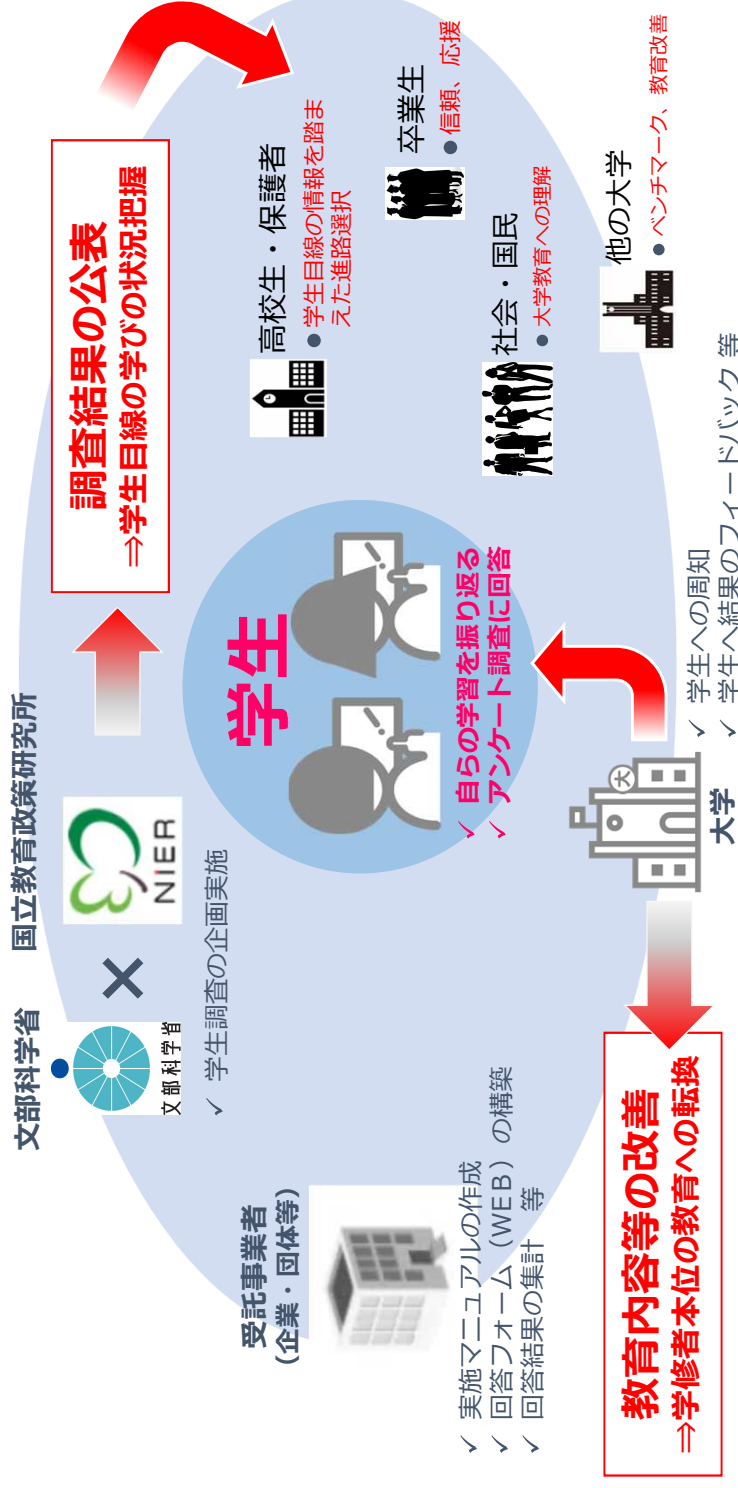 文部科学省
国立教育政策研究所
文部科学省
×
NIER
✓ 学生調査の企画実施
調査結果の公表
⇒学生目線の学びの状況把握
受託事業者
(企業・団体等)
✓ 実施マニュアルの作成
✓ 回答フォーム(WEB)の構築
✓ 回答結果の集計 等
学生
✓ 自らの学習を振り返る
✓ アンケート調査に回答
高校生・保護者
● 学生目線の情報を踏ま
えた進路選択
卒業生
● 信頼、応援
社会・国民
● 大学教育への理解
他の大学
● ベンチマーク、教育改善
教育内容等の改善
⇒学修者本位の教育への転換
大
大学
✓ 学生への周知
✓ 学生へ結果のフィードバック 等